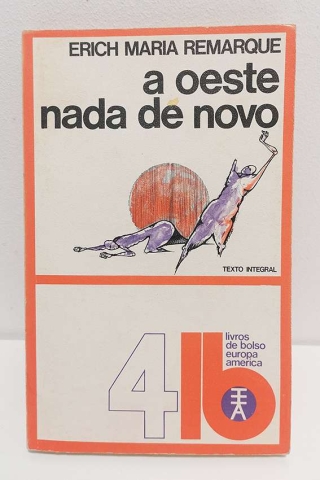 ERICH MARIA REMARQUE
a oeste
nada de novo
TEXTO INTEGRAL
4
lb
livros
de bolso
europa
américa